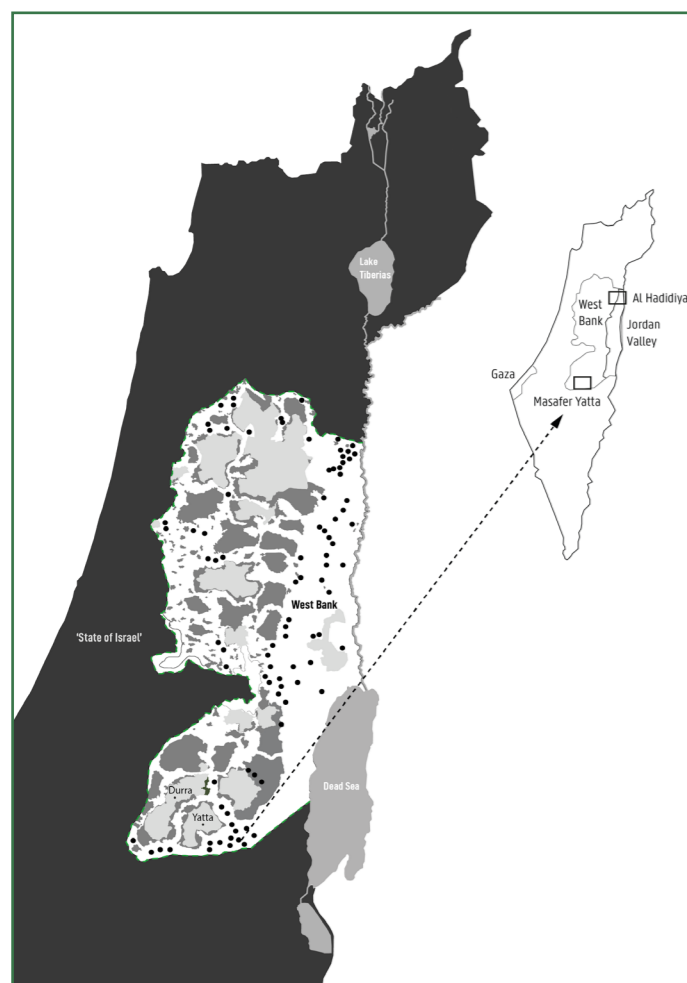 Lake
Tiberias
West
Bank
Al Hadidiya
Jordan
Valley
Gaza
Masafer Yatta
West Bank
'State of Israel'
Dead Sea
Durra
Yatta